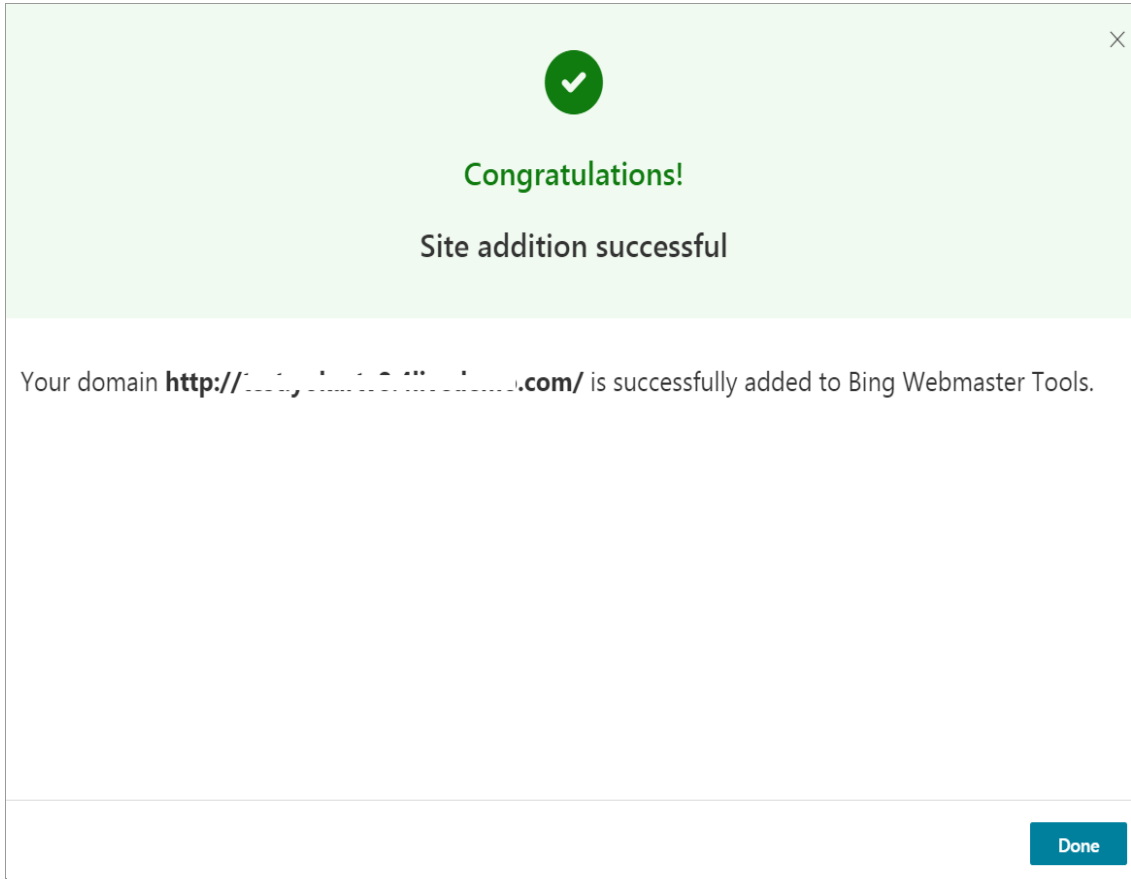 Congratulations!
Site addition successful
Your domain http:// .com/ is successfully added to Bing Webmaster Tools.
Done